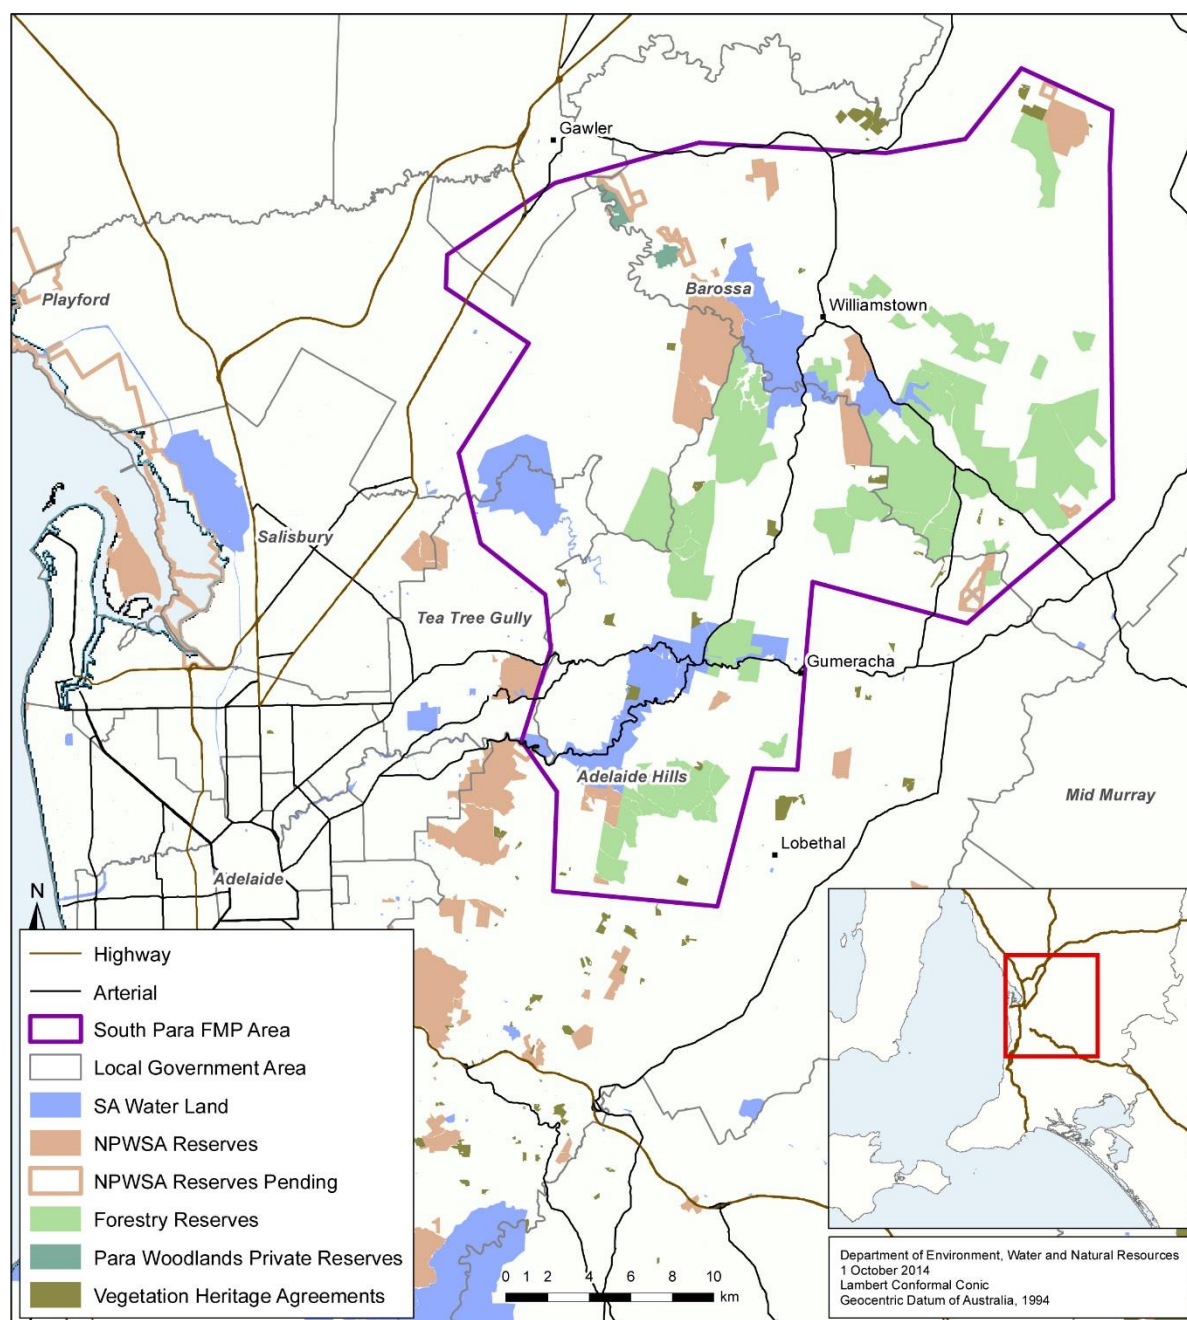 Gawler
Playford
Barossa
Williamstown
Salisbury
Tea Tree Gully
Gumeracha
Adelaide Hills
Mid Murray
Lobethal
Adelaide
N
Highway
Arterial
South Para FMP Area
Local Government Area
SA Water Land
NPWSA Reserves
NPWSA Reserves Pending
Forestry Reserves
Para Woodlands Private Reserves
Vegetation Heritage Agreements
0 1 2 4 6 8 10
km
Department of Environment, Water and Natural Resources
1 October 2014
Lambert Conformal Conic
Geocentric Datum of Australia, 1994